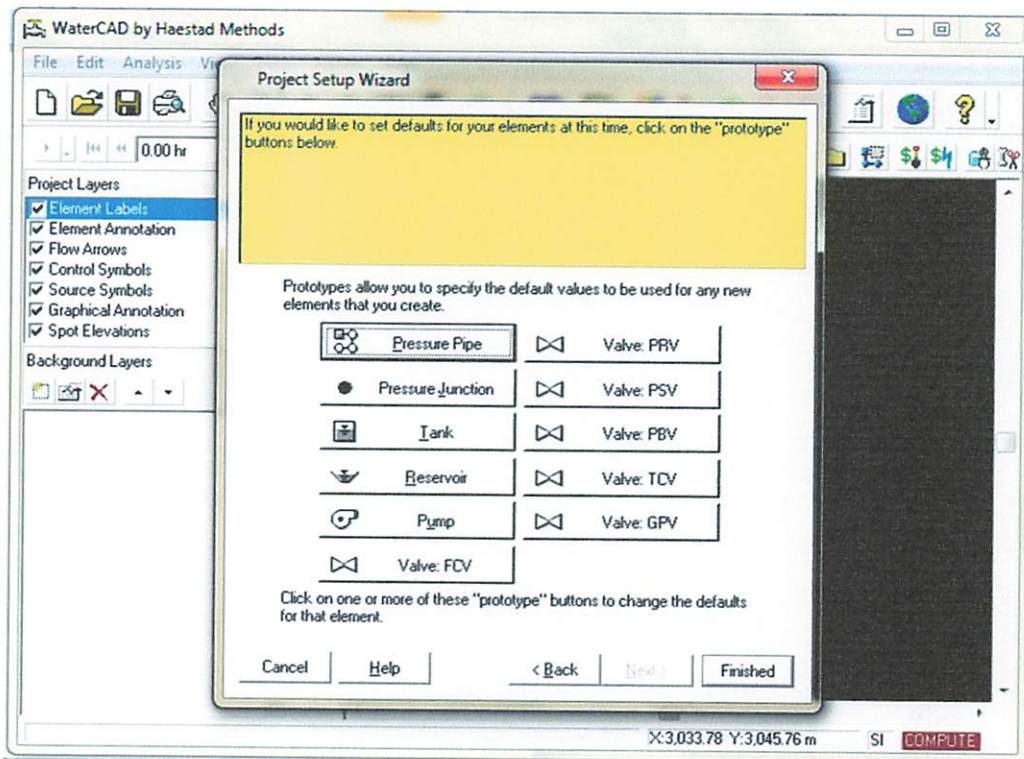 WaterCAD by Haestad Methods
File Edit Analysis
Project Setup Wizard
If you would like to set defaults for your elements at this time, click on the "prototype"
buttons below.
0.00 hr
Project Layers
Element Labels
Element Annotation
Flow Arrows
Control Symbols
Source Symbols
Graphical Annotation
Spot Elevations
Background Layers
Prototypes allow you to specify the default values to be used for any new
elements that you create.
Pressure Pipe
Valve: PRV
Pressure Junction
Valve: PSV
Tank
Valve: PBV
Reservoir
Valve: TCV
Pump
Valve: GPV
Valve: FCV
Click on one or more of these "prototype" buttons to change the defaults
for that element.
Cancel
Help
< Back
Next >
Finished
X:3,033.78 Y:3,045.76 m
SI
COMPUTE